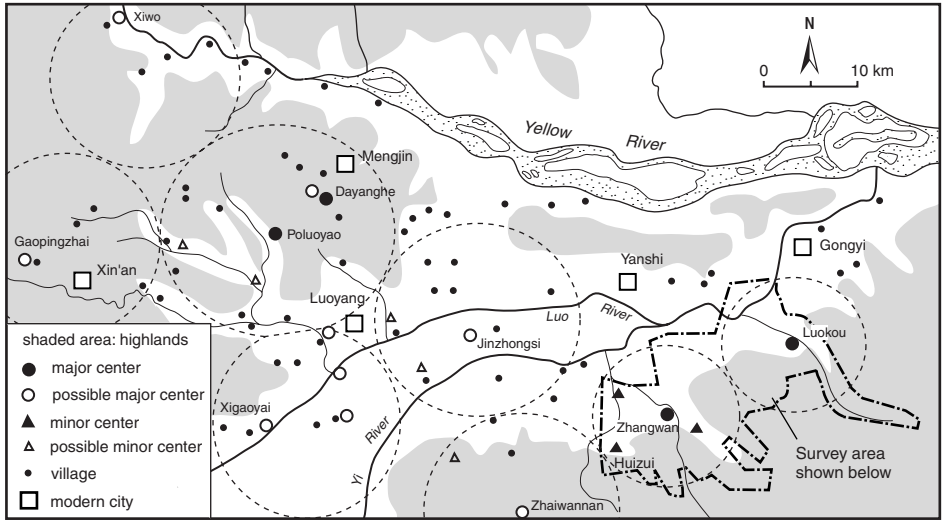 Xiwo
N
0 10 km
Yellow River
Mengjin
Dayanghe
Poluoyao
Gaopingzhai
Xin'an
Gongyi
Yanshi
Luoyang
Luo River
Luokou
Jinzhongsi
shaded area: highlands
major center
possible major center
minor center
possible minor center
village
modern city
Xigaoyai
Yi River
Zhangwan
Huizui
Survey area
shown below
Zhaiwannan